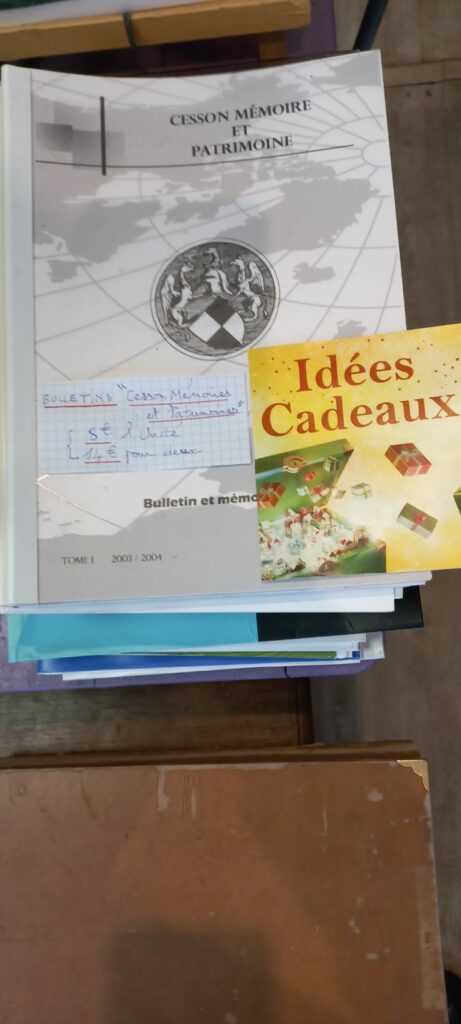 CESSON MÉMOIRE
ET
PATRIMOINE
BULLETINS "Cesson Mémoires
et Patrimoines"
8€ l'Unité
14€ pour deux
Idées
Cadeaux
Bulletin et mémo
TOME I 2003 / 2004